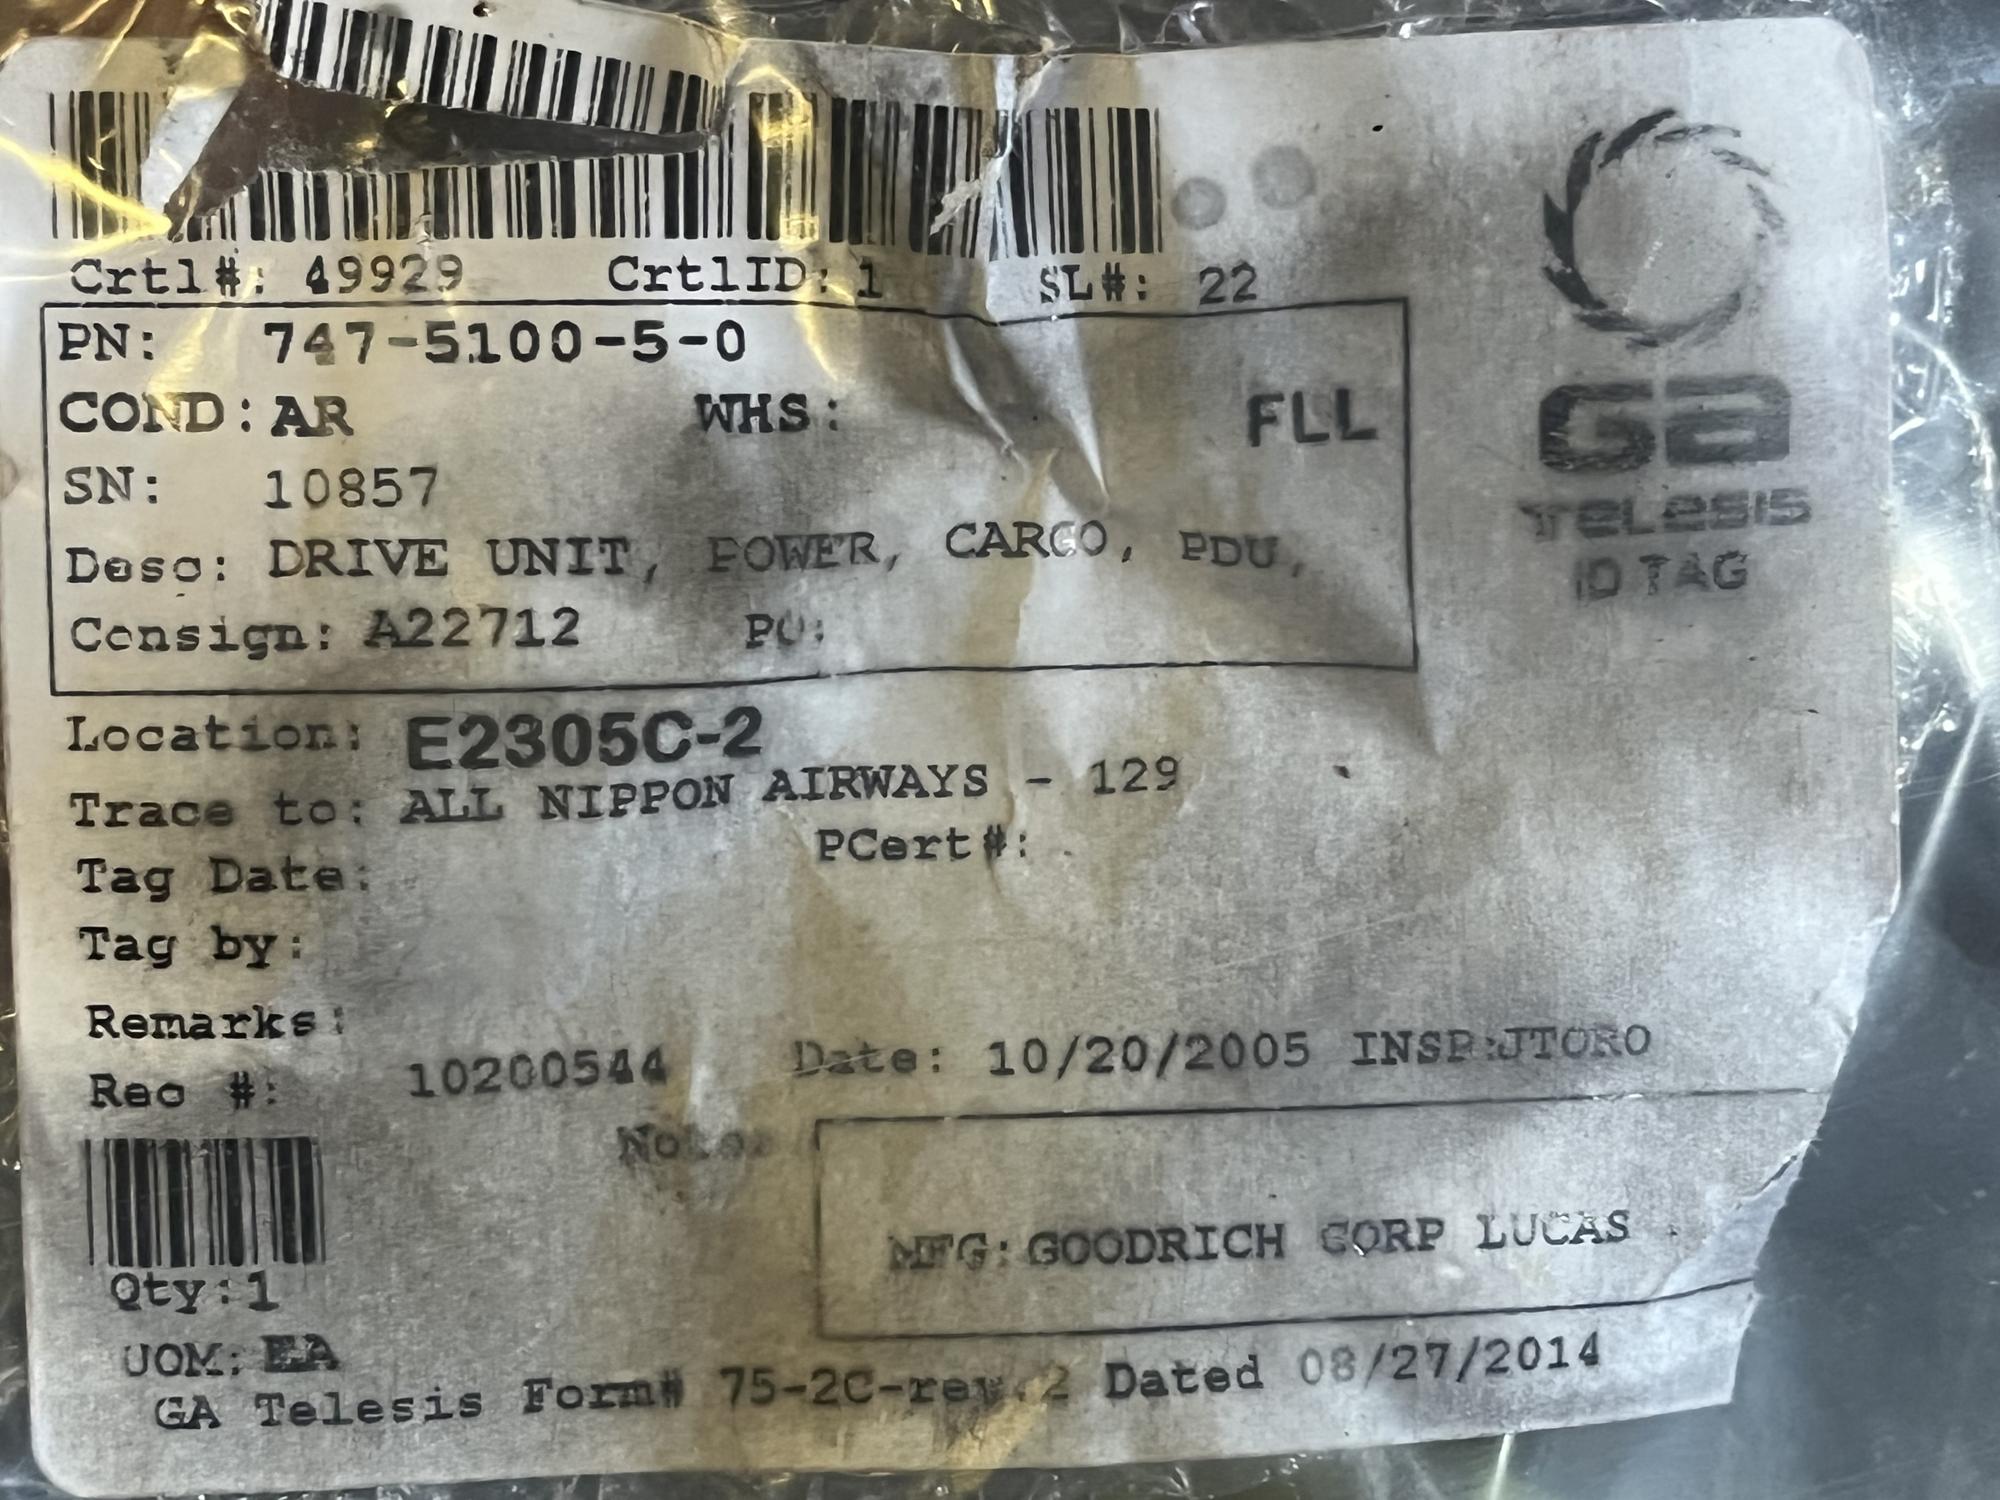 Crtl#: 49929 CrtlID: 1 SL#: 22
PN: 747-5100-5-0
COND: AR WHS: FLL
SN: 10857
Desc: DRIVE UNIT, POWER, CARGO, PDU,
Consign: A22712 PO:
Ga
TELESIS
ID TAG
Location: E2305C-2
Trace to: ALL NIPPON AIRWAYS - 129
PCert#:
Tag Date:
Tag by:
Remarks:
Rec #: 10200544 Date: 10/20/2005 INSP:JTORO
Notes
MFG: GOODRICH CORP LUCAS
Qty:1
UOM: EA
GA Telesis Form# 75-2C-rev.2 Dated 08/27/2014